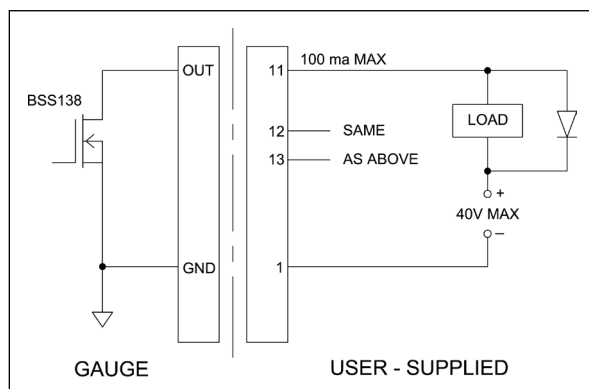 BSS138
OUT
11
100 ma MAX
LOAD
12
SAME
13
AS ABOVE
+
40V MAX
–
GND
1
GAUGE
USER - SUPPLIED